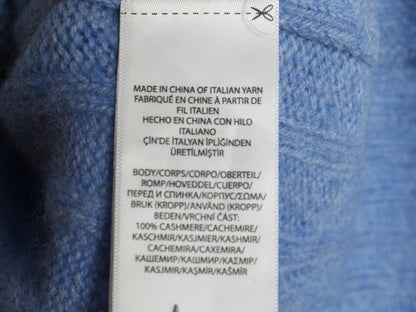 MADE IN CHINA OF ITALIAN YARN
FABRIQUÉ EN CHINE À PARTIR DE
FIL ITALIEN
HECHO EN CHINA CON HILO
ITALIANO
ÇİN'DE İTALYAN İPLİĞİNDEN
ÜRETİLMİŞTİR
BODY/CORPS/CORPO/OBERTEIL/
ROMP/HOVEDDEL/CUERPO/
ПЕРЕД И СПИНКА/КОРПУС/ΣΩΜΑ/
BRUK (KROPP)/ANVÄND (KROPP)/
BEDEN/VRCHNÍ ČÁST:
100% CASHMERE/CACHEMIRE/
KASCHMIR/KASJMIER/KASHMIR/
CACHEMIRA/CAXEMIRA/
КАШЕМИР/КАШМИР/ΚΑΣΜΙΡ/
KASJMIR/KAŞMİR/KAŠMÍR